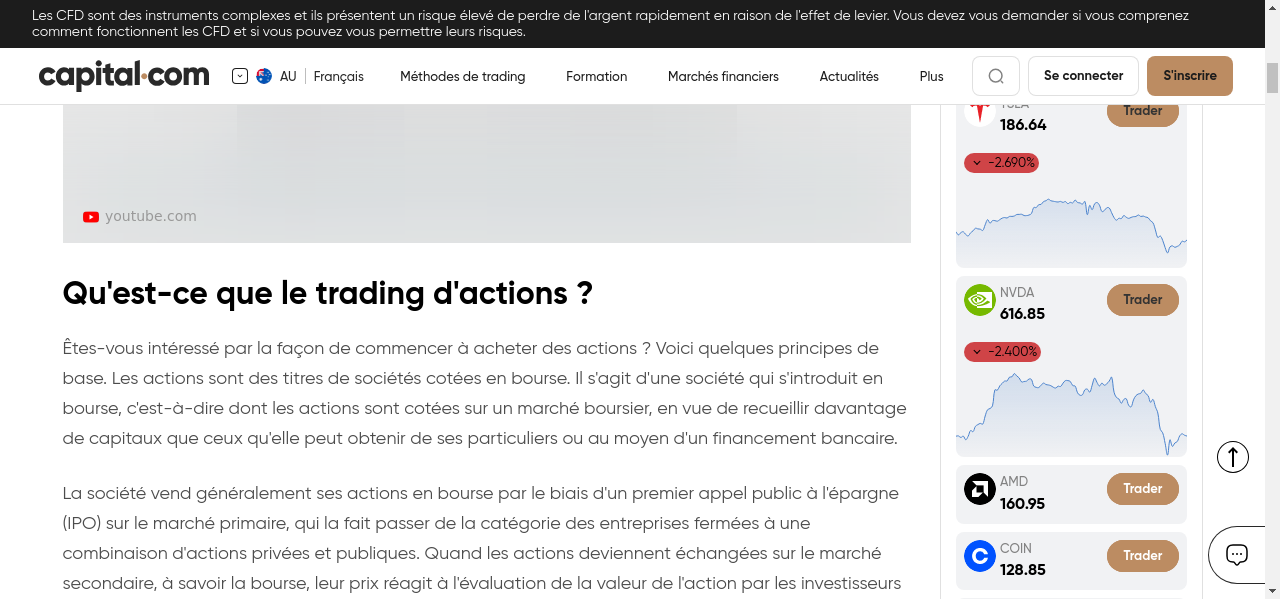 Les CFD sont des instruments complexes et ils présentent un risque élevé de perdre de l'argent rapidement en raison de l'effet de levier. Vous devez vous demander si vous comprenez
comment fonctionnent les CFD et si vous pouvez vous permettre leurs risques.
capital.com
AU
Français
Méthodes de trading
Formation
Marchés financiers
Actualités
Plus
Se connecter
S'inscrire
youtube.com
Qu'est-ce que le trading d'actions ?
Êtes-vous intéressé par la façon de commencer à acheter des actions ? Voici quelques principes de
base. Les actions sont des titres de sociétés cotées en bourse. Il s'agit d'une société qui s'introduit en
bourse, c'est-à-dire dont les actions sont cotées sur un marché boursier, en vue de recueillir davantage
de capitaux que ceux qu'elle peut obtenir de ses particuliers ou au moyen d'un financement bancaire.
La société vend généralement ses actions en bourse par le biais d'un premier appel public à l'épargne
(IPO) sur le marché primaire, qui la fait passer de la catégorie des entreprises fermées à une
combinaison d'actions privées et publiques. Quand les actions deviennent échangées sur le marché
secondaire, à savoir la bourse, leur prix réagit à l'évaluation de la valeur de l'action par les investisseurs
TSLA
186.64
Trader
-2.690%
NVDA
616.85
Trader
-2.400%
AMD
160.95
Trader
COIN
128.85
Trader